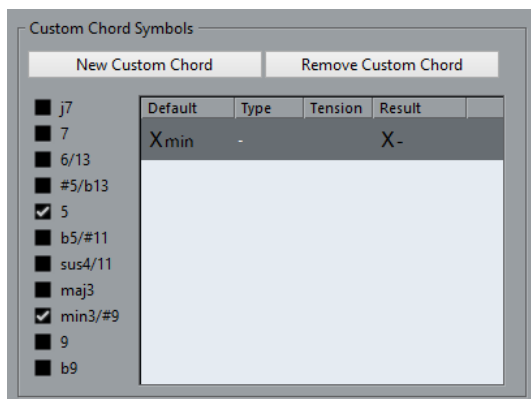 Custom Chord Symbols
New Custom Chord Remove Custom Chord
j7
7
6/13
#5/b13
5
b5/#11
sus4/11
maj3
min3/#9
9
b9
Default Type Tension Result
Xmin - X-